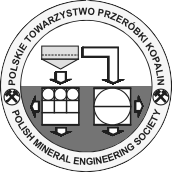 POLSKIE TOWARZYSTWO PRZERÓBKI KOPALIN
POLISH MINERAL ENGINEERING SOCIETY